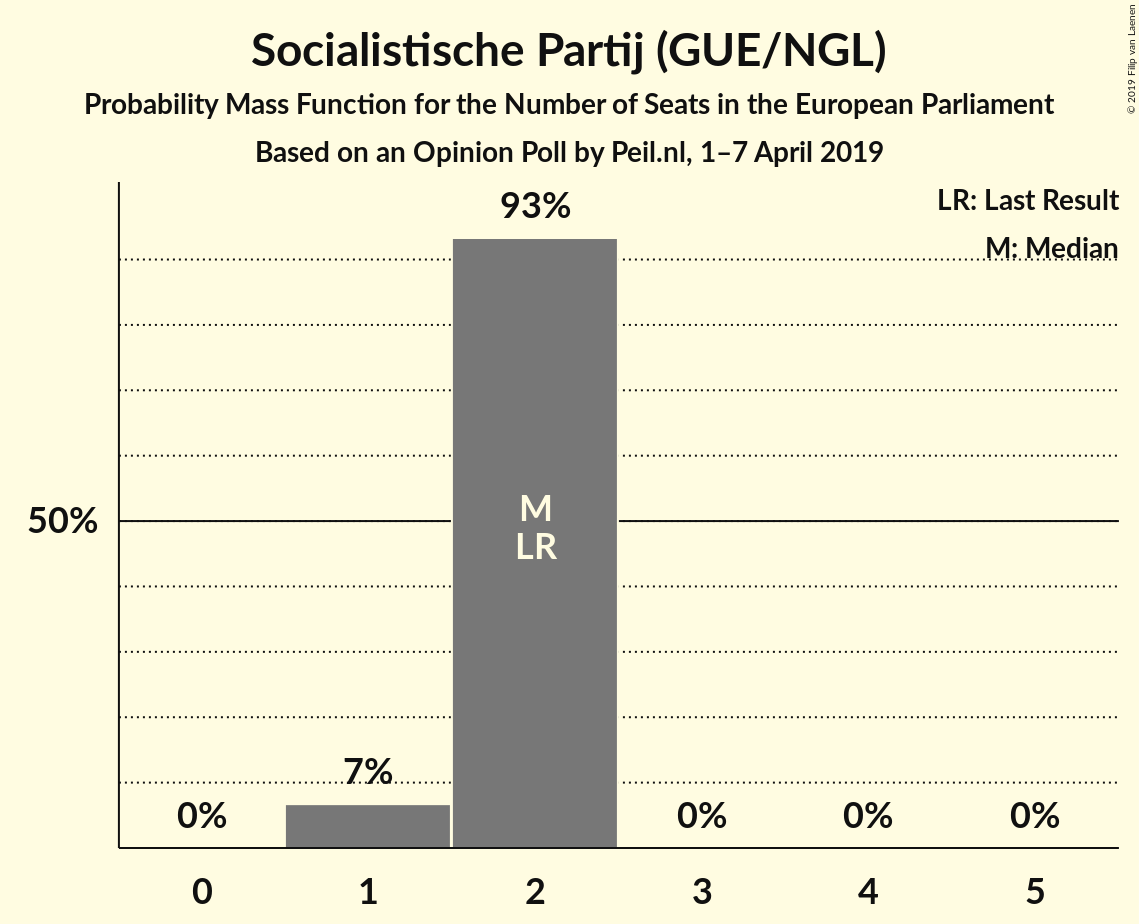 Socialistische Partij (GUE/NGL)
Probability Mass Function for the Number of Seats in the European Parliament
Based on an Opinion Poll by Peil.nl, 1–7 April 2019
© 2019 Filip van Laenen
LR: Last Result
M: Median
93%
50%
M
LR
7%
0%
0%
0%
0%
0 1 2 3 4 5